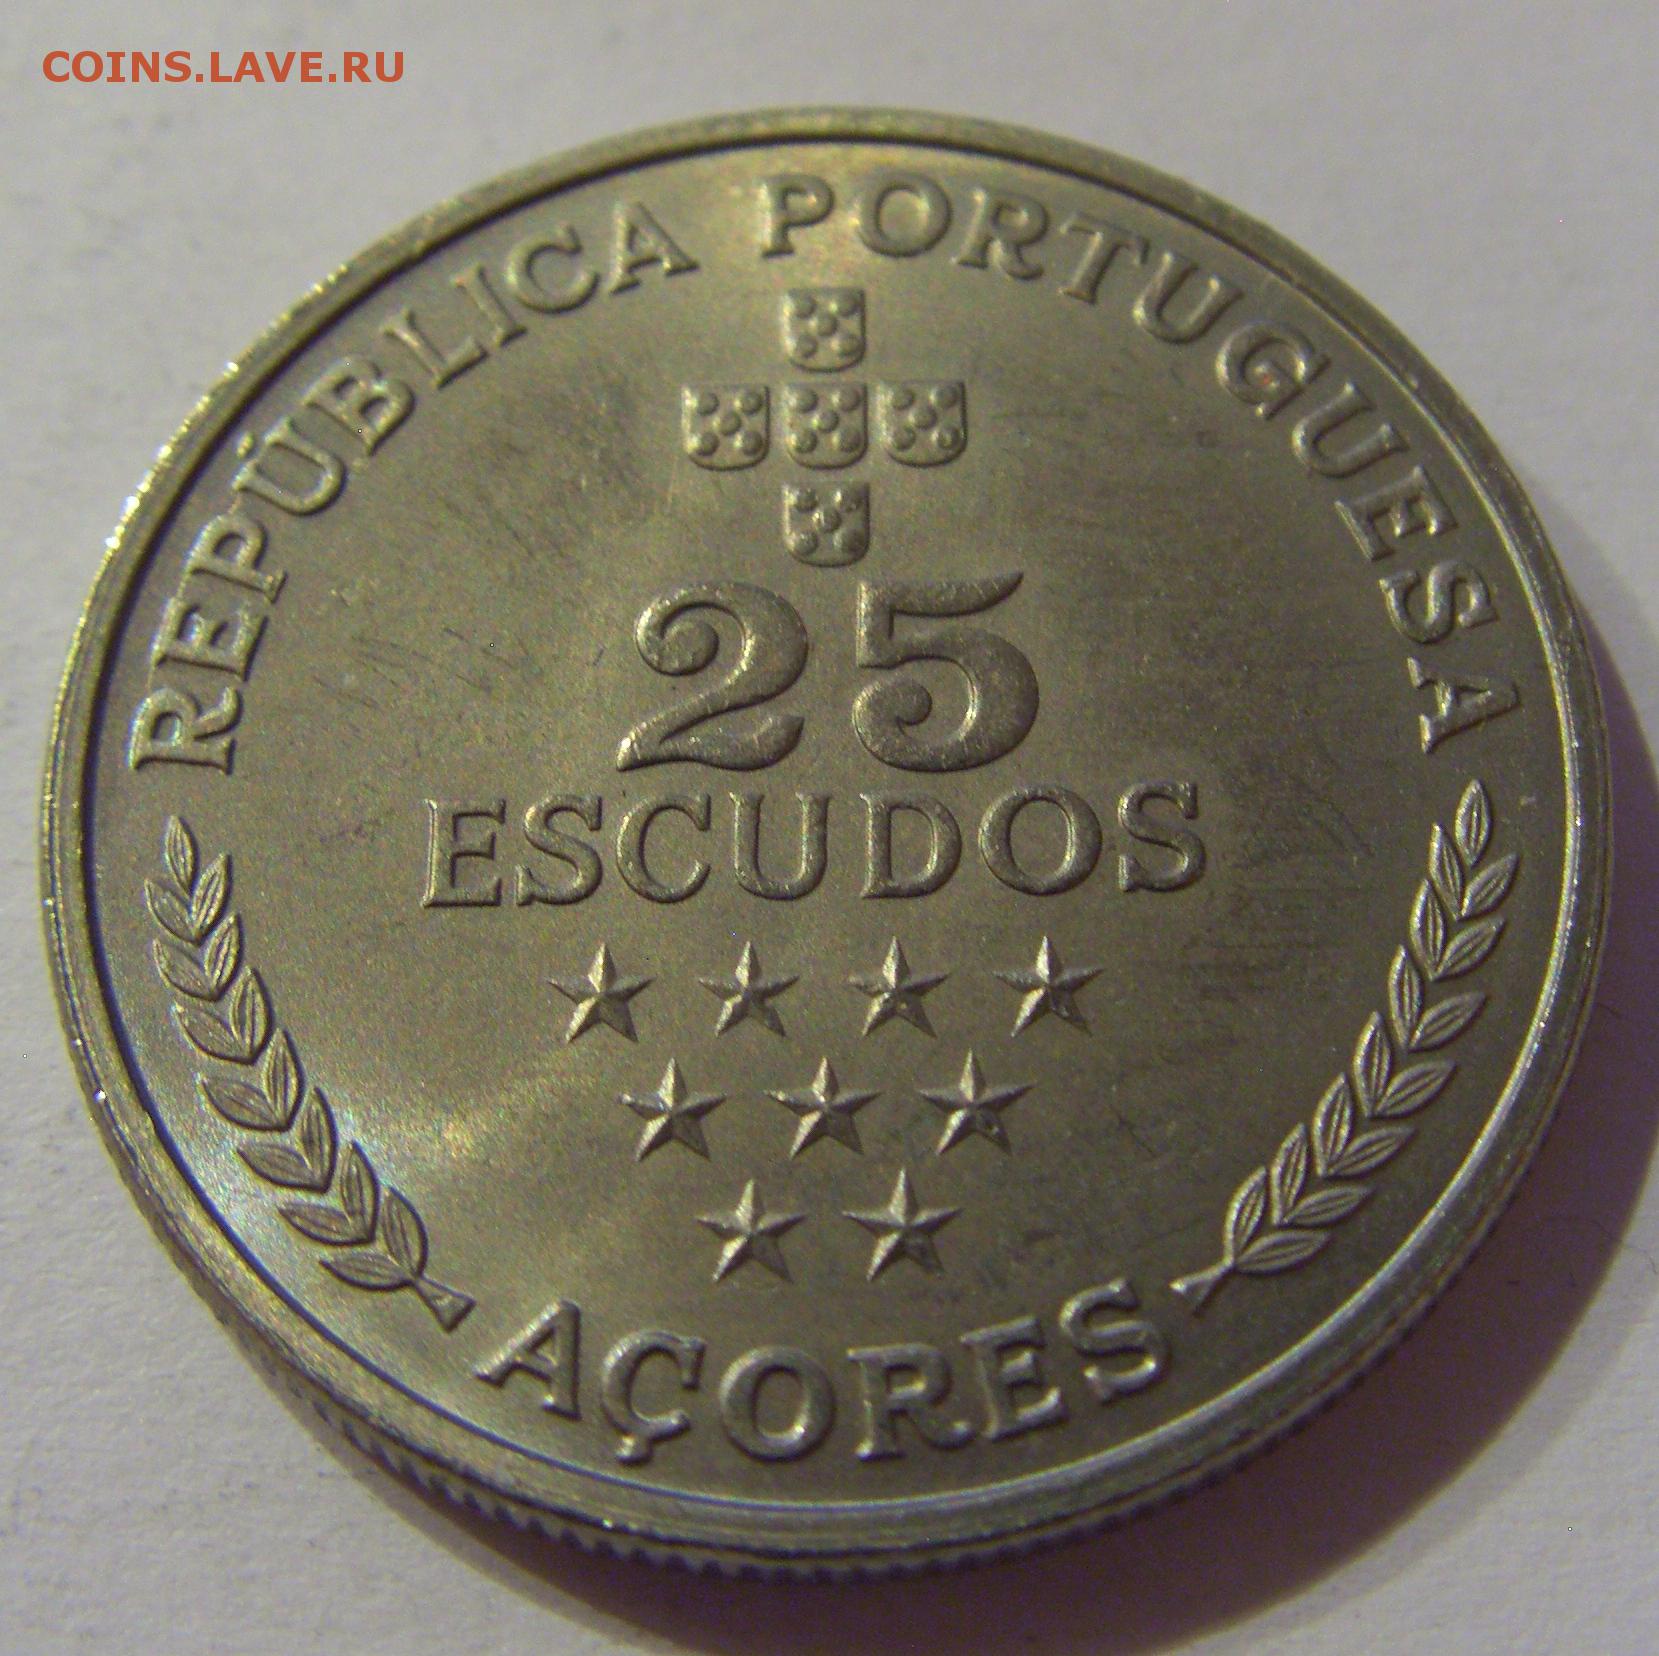 COINS.LAVE.RU
REPÚBLICA PORTUGUESA
25
ESCUDOS
AÇORES